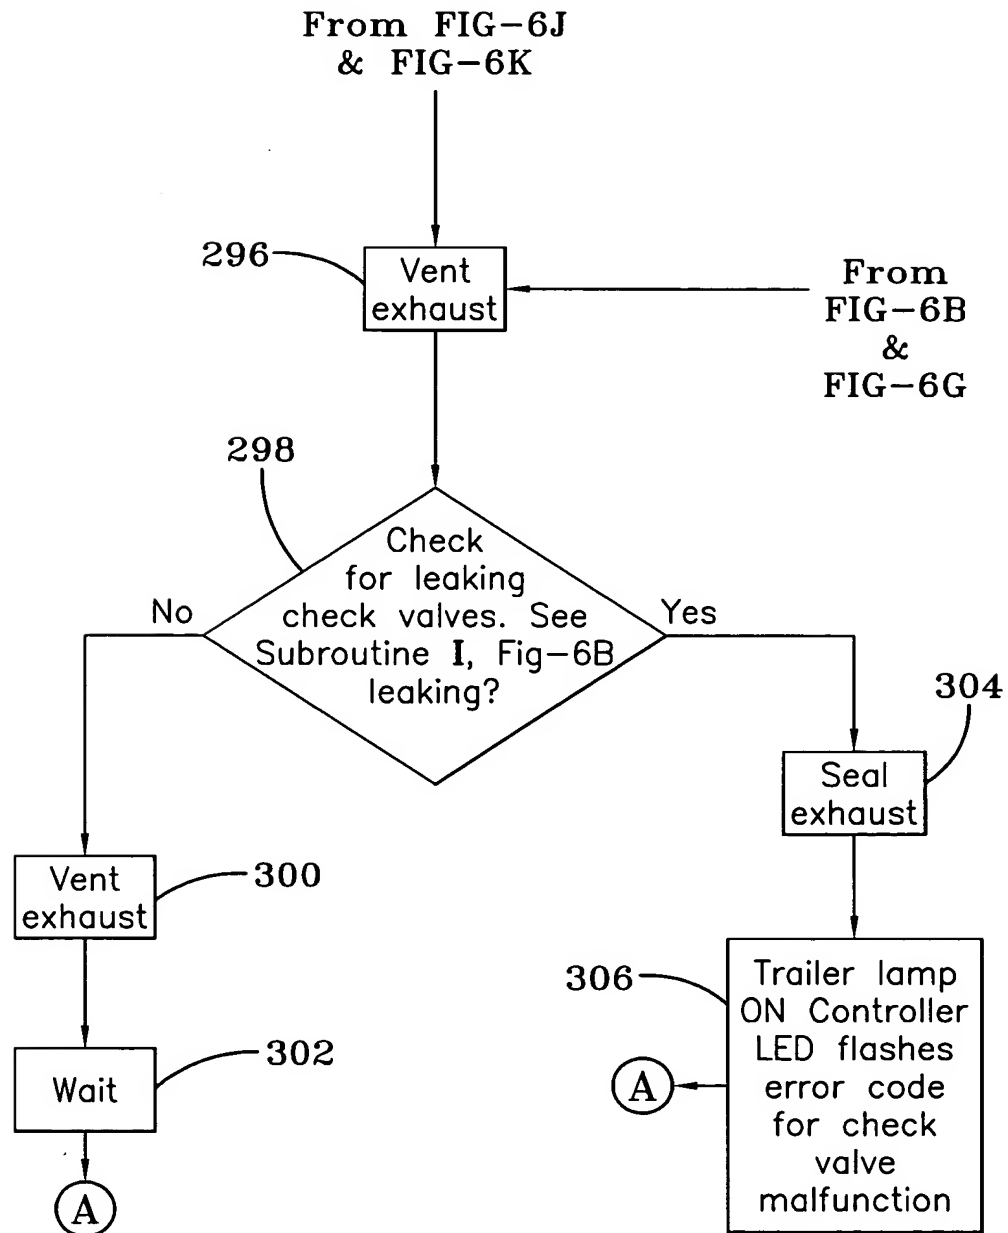 From FIG-6J
& FIG-6K
296
Vent
exhaust
From
FIG-6B
&
FIG-6G
298
Check
for leaking
check valves. See
Subroutine I, Fig-6B
leaking?
No
Yes
304
Seal
exhaust
Vent
exhaust
300
306
Trailer lamp
ON Controller
LED flashes
error code
for check
valve
malfunction
A
Wait
302
A